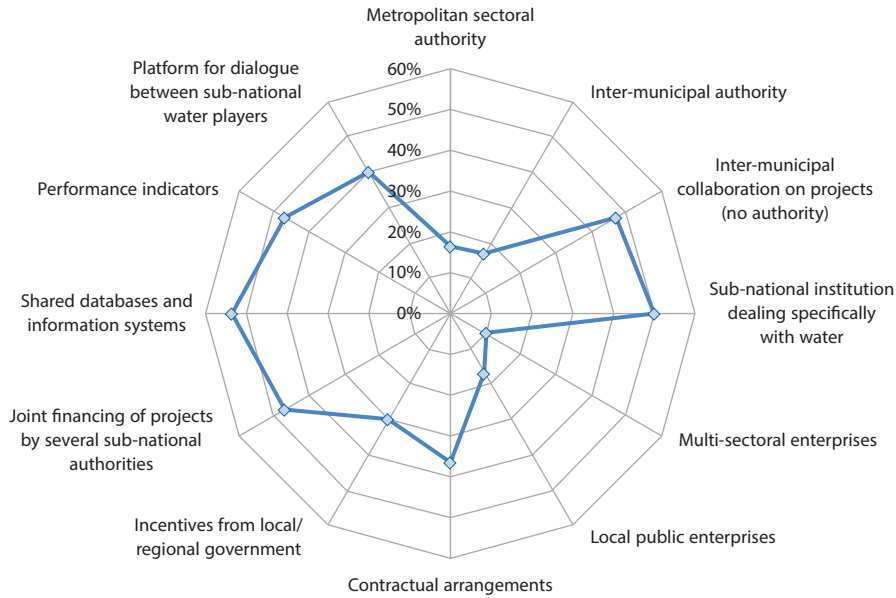 Metropolitan sectoral
authority
Platform for dialogue
between sub-national
water players
60%
50%
40%
30%
20%
10%
0%
Inter-municipal authority
Performance indicators
Inter-municipal
collaboration on projects
(no authority)
Shared databases and
information systems
Sub-national institution
dealing specifically
with water
Joint financing of projects
by several sub-national
authorities
Multi-sectoral enterprises
Incentives from local/
regional government
Local public enterprises
Contractual arrangements